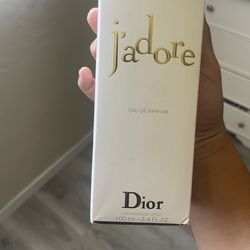 j'adore
EAU DE PARFUM
Dior
100 ml - 3.4 FL. OZ